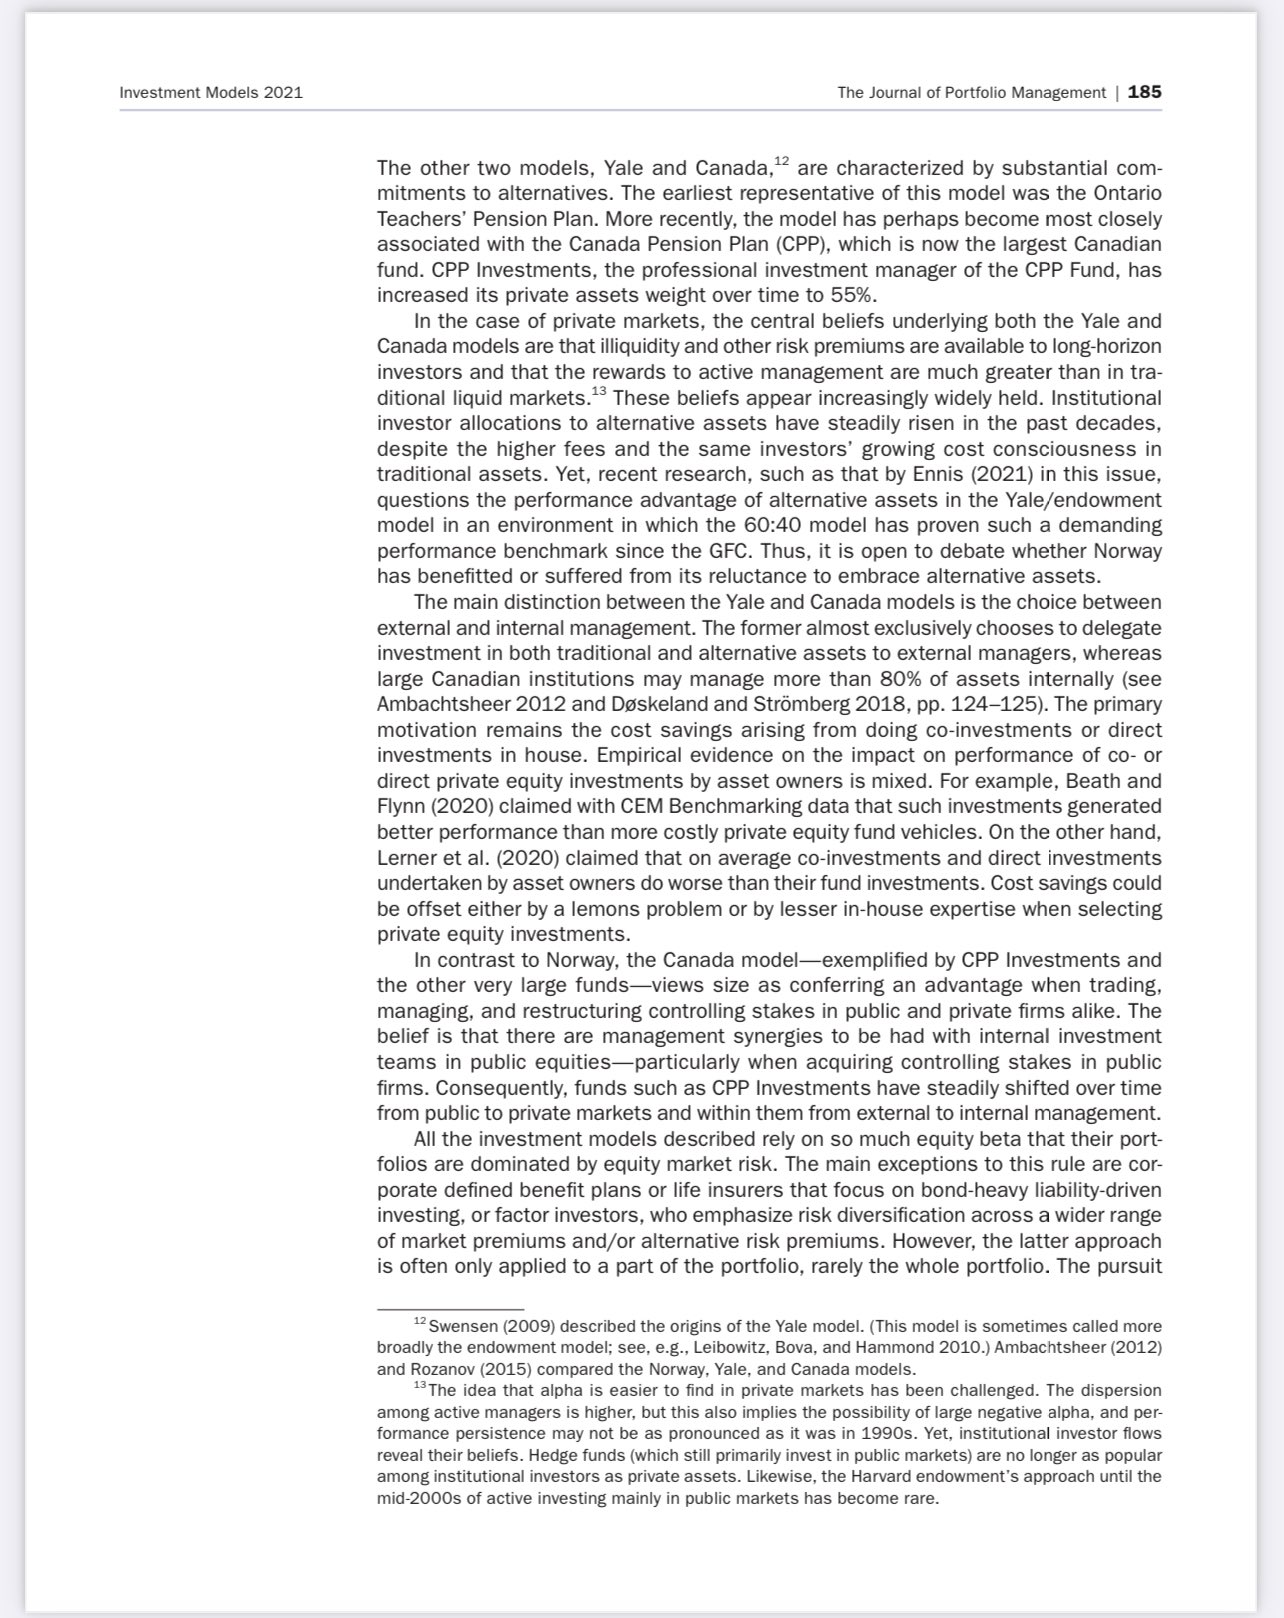 Investment Models 2021
The Journal of Portfolio Management | 185
The other two models, Yale and Canada,12 are characterized by substantial com-
mitments to alternatives. The earliest representative of this model was the Ontario
Teachers’ Pension Plan. More recently, the model has perhaps become most closely
associated with the Canada Pension Plan (CPP), which is now the largest Canadian
fund. CPP Investments, the professional investment manager of the CPP Fund, has
increased its private assets weight over time to 55%.
In the case of private markets, the central beliefs underlying both the Yale and
Canada models are that illiquidity and other risk premiums are available to long-horizon
investors and that the rewards to active management are much greater than in tra-
ditional liquid markets.13 These beliefs appear increasingly widely held. Institutional
investor allocations to alternative assets have steadily risen in the past decades,
despite the higher fees and the same investors’ growing cost consciousness in
traditional assets. Yet, recent research, such as that by Ennis (2021) in this issue,
questions the performance advantage of alternative assets in the Yale/endowment
model in an environment in which the 60:40 model has proven such a demanding
performance benchmark since the GFC. Thus, it is open to debate whether Norway
has benefitted or suffered from its reluctance to embrace alternative assets.
The main distinction between the Yale and Canada models is the choice between
external and internal management. The former almost exclusively chooses to delegate
investment in both traditional and alternative assets to external managers, whereas
large Canadian institutions may manage more than 80% of assets internally (see
Ambachtsheer 2012 and Døskeland and Strömberg 2018, pp. 124–125). The primary
motivation remains the cost savings arising from doing co-investments or direct
investments in house. Empirical evidence on the impact on performance of co- or
direct private equity investments by asset owners is mixed. For example, Beath and
Flynn (2020) claimed with CEM Benchmarking data that such investments generated
better performance than more costly private equity fund vehicles. On the other hand,
Lerner et al. (2020) claimed that on average co-investments and direct investments
undertaken by asset owners do worse than their fund investments. Cost savings could
be offset either by a lemons problem or by lesser in-house expertise when selecting
private equity investments.
In contrast to Norway, the Canada model—exemplified by CPP Investments and
the other very large funds—views size as conferring an advantage when trading,
managing, and restructuring controlling stakes in public and private firms alike. The
belief is that there are management synergies to be had with internal investment
teams in public equities—particularly when acquiring controlling stakes in public
firms. Consequently, funds such as CPP Investments have steadily shifted over time
from public to private markets and within them from external to internal management.
All the investment models described rely on so much equity beta that their port-
folios are dominated by equity market risk. The main exceptions to this rule are cor-
porate defined benefit plans or life insurers that focus on bond-heavy liability-driven
investing, or factor investors, who emphasize risk diversification across a wider range
of market premiums and/or alternative risk premiums. However, the latter approach
is often only applied to a part of the portfolio, rarely the whole portfolio. The pursuit
12 Swensen (2009) described the origins of the Yale model. (This model is sometimes called more
broadly the endowment model; see, e.g., Leibowitz, Bova, and Hammond 2010.) Ambachtsheer (2012)
and Rozanov (2015) compared the Norway, Yale, and Canada models.
13 The idea that alpha is easier to find in private markets has been challenged. The dispersion
among active managers is higher, but this also implies the possibility of large negative alpha, and per-
formance persistence may not be as pronounced as it was in 1990s. Yet, institutional investor flows
reveal their beliefs. Hedge funds (which still primarily invest in public markets) are no longer as popular
among institutional investors as private assets. Likewise, the Harvard endowment’s approach until the
mid-2000s of active investing mainly in public markets has become rare.